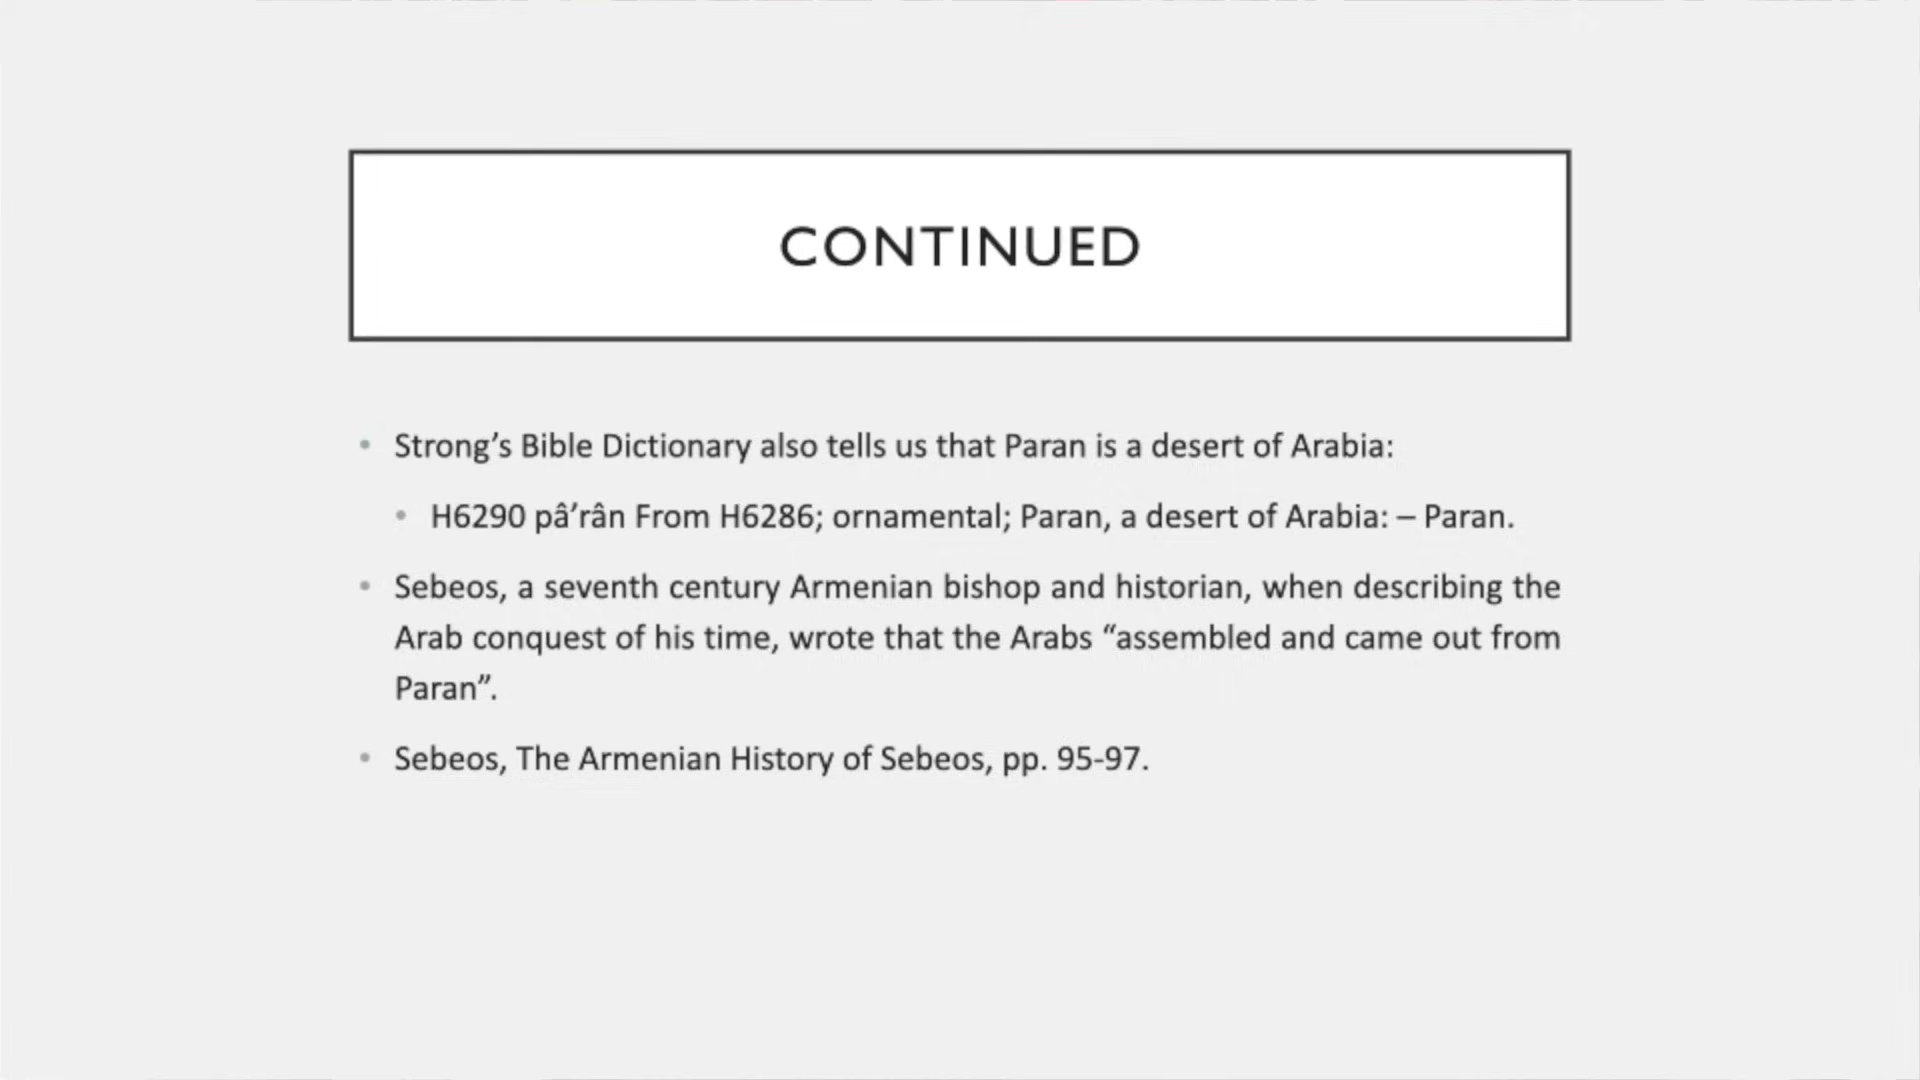 CONTINUED
• Strong’s Bible Dictionary also tells us that Paran is a desert of Arabia:
• H6290 pâ’rân From H6286; ornamental; Paran, a desert of Arabia: – Paran.
• Sebeos, a seventh century Armenian bishop and historian, when describing the
Arab conquest of his time, wrote that the Arabs “assembled and came out from
Paran”.
• Sebeos, The Armenian History of Sebeos, pp. 95-97.